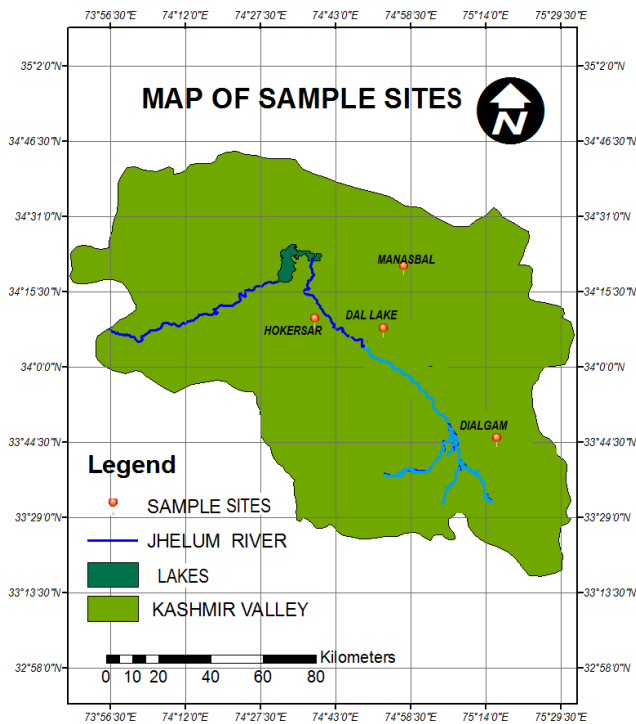 73°56'30"E 74°12'0"E 74°27'30"E 74°43'0"E 74°58'30"E 75°14'0"E 75°29'30"E
35°2'0"N 35°2'0"N
MAP OF SAMPLE SITES
N
34°46'30"N 34°46'30"N
34°31'0"N 34°31'0"N
MANASBAL
34°15'30"N 34°15'30"N
HOKERSAR DAL LAKE
34°0'0"N 34°0'0"N
DIALGAM
33°44'30"N 33°44'30"N
Legend
SAMPLE SITES
33°29'0"N 33°29'0"N
JHELUM RIVER
LAKES
33°13'30"N 33°13'30"N
KASHMIR VALLEY
Kilometers
0 10 20 40 60 80
32°58'0"N 32°58'0"N
73°56'30"E 74°12'0"E 74°27'30"E 74°43'0"E 74°58'30"E 75°14'0"E 75°29'30"E